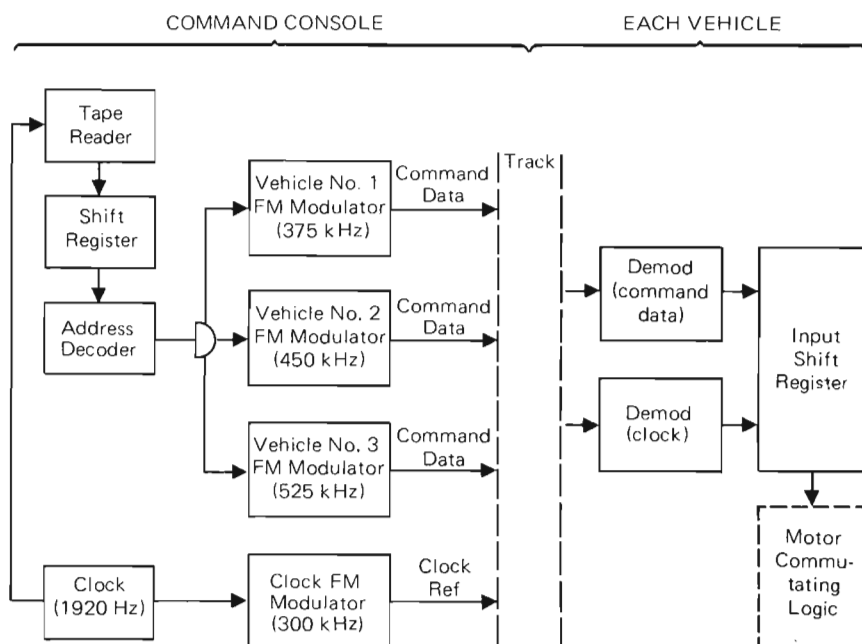 COMMAND CONSOLE
EACH VEHICLE
Tape
Reader
Shift
Register
Address
Decoder
Vehicle No. 1
FM Modulator
(375 kHz)
Command
Data
Vehicle No. 2
FM Modulator
(450 kHz)
Command
Data
Vehicle No. 3
FM Modulator
(525 kHz)
Command
Data
Clock
(1920 Hz)
Clock FM
Modulator
(300 kHz)
Clock
Ref
Track
Demod
(command
data)
Demod
(clock)
Input
Shift
Register
Motor
Commu-
tating
Logic